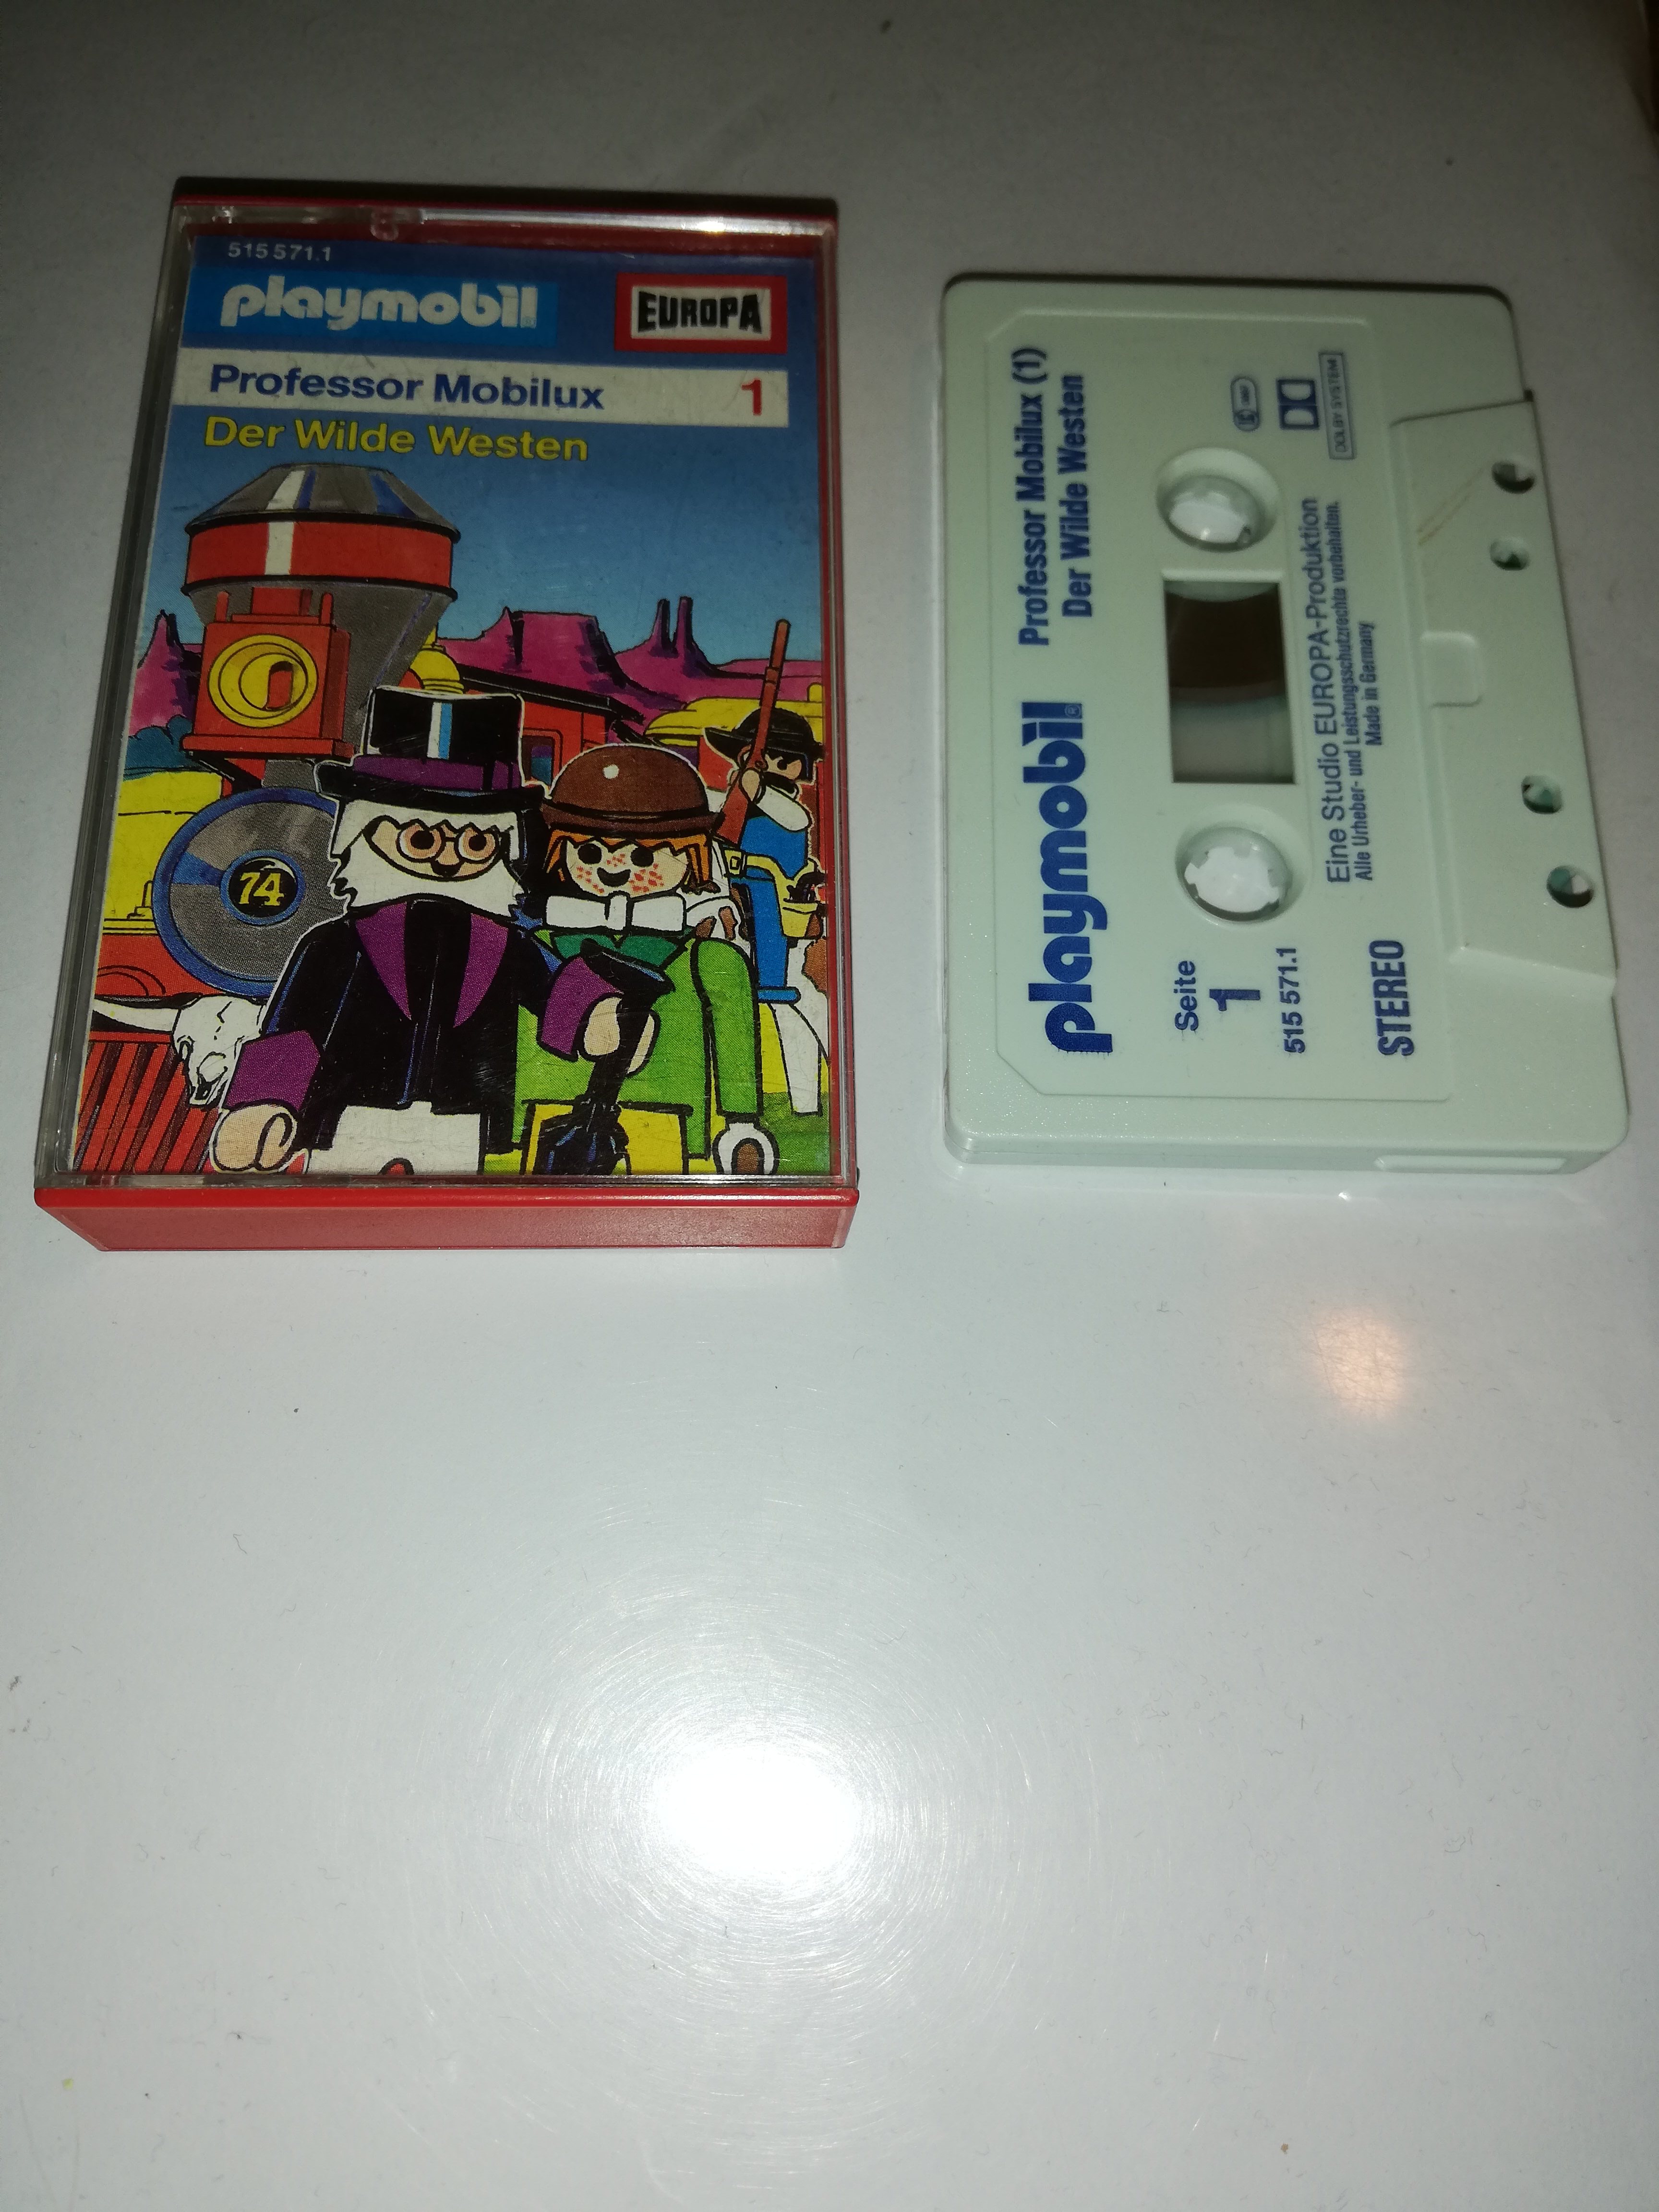 515 571.1
playmobil®
EUROPA
Professor Mobilux 1
Der Wilde Westen
74
playmobil®
Professor Mobilux (1)
Der Wilde Westen
Seite
1
515 571.1
STEREO
Eine Studio EUROPA-Produktion
Alle Urheber- und Leistungsschutzrechte vorbehalten.
Made in Germany
DOLBY SYSTEM